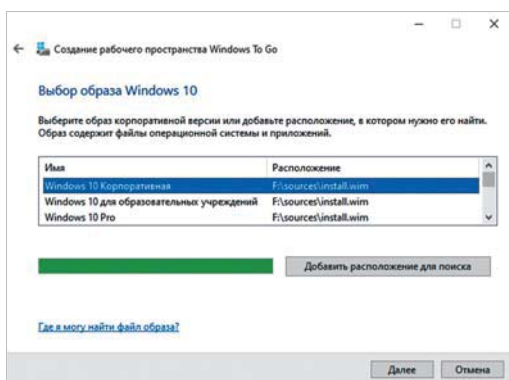 Создание рабочего пространства Windows To Go
Выбор образа Windows 10
Выберите образ корпоративной версии или добавьте расположение, в котором нужно его найти.
Образ содержит файлы операционной системы и приложений.
Имя Расположение
Windows 10 Корпоративная F:\sources\install.wim
Windows 10 для образовательных учреждений F:\sources\install.wim
Windows 10 Pro F:\sources\install.wim
Добавить расположение для поиска
Где я могу найти файл образа?
Далее Отмена